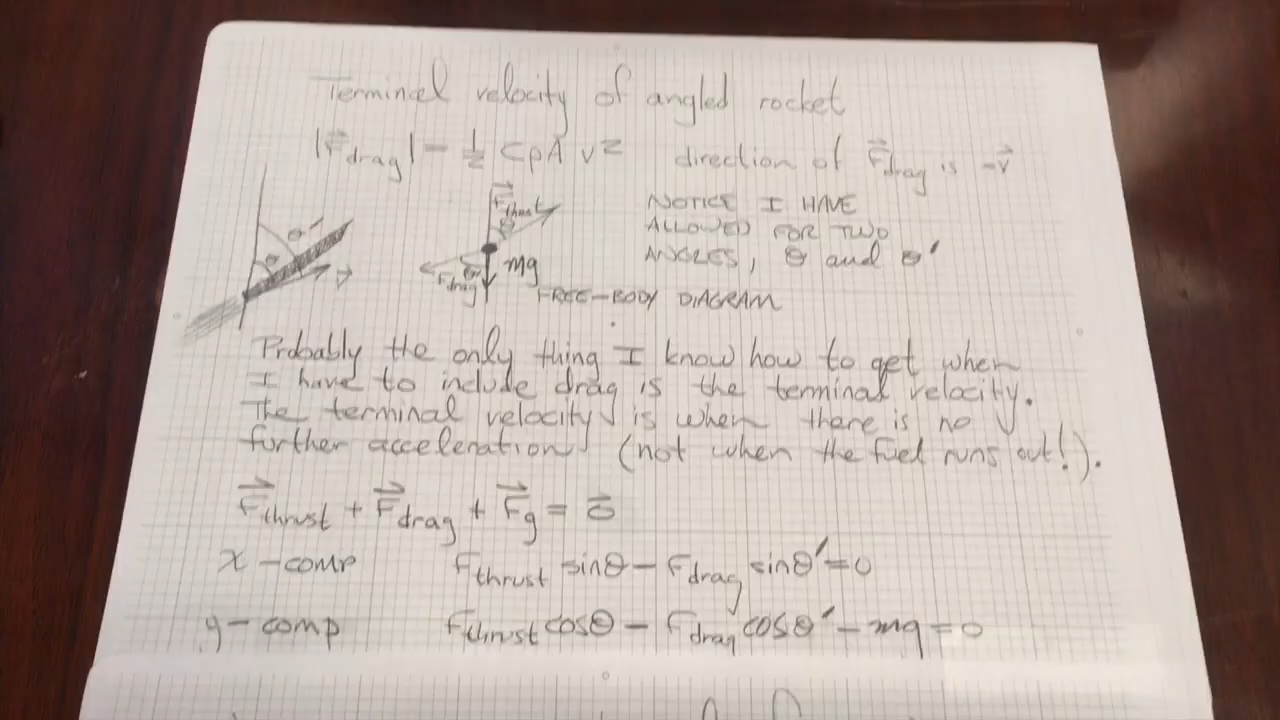 Terminal velocity of angled rocket
|F⃗drag| = ½ CρA v² direction of F⃗drag is -v⃗
θ'
θ
v⃗
F⃗thrust
θ
θ'
F⃗drag
mg
NOTICE I HAVE
ALLOWED FOR TWO
ANGLES, θ and θ'
FREE-BODY DIAGRAM
Probably the only thing I know how to get when
I have to include drag is the terminal velocity.
The terminal velocity is when there is no
further acceleration (not when the fuel runs out!).
F⃗thrust + F⃗drag + F⃗g = 0⃗
x-comp Fthrust sinθ - Fdrag sinθ' = 0
y-comp Fthrust cosθ - Fdrag cosθ' - mg = 0